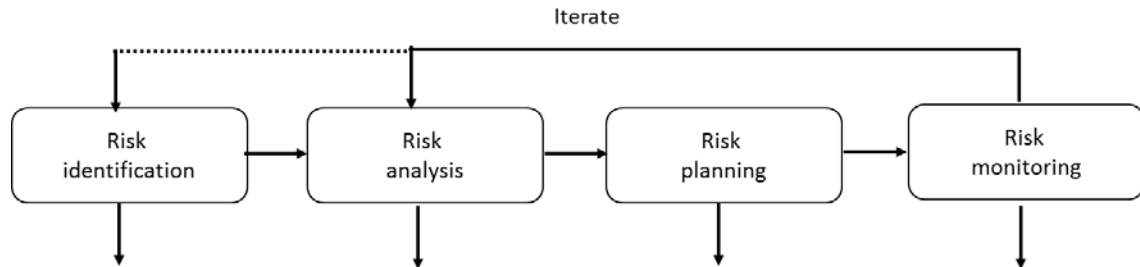 Iterate
Risk
identification
Risk
analysis
Risk
planning
Risk
monitoring